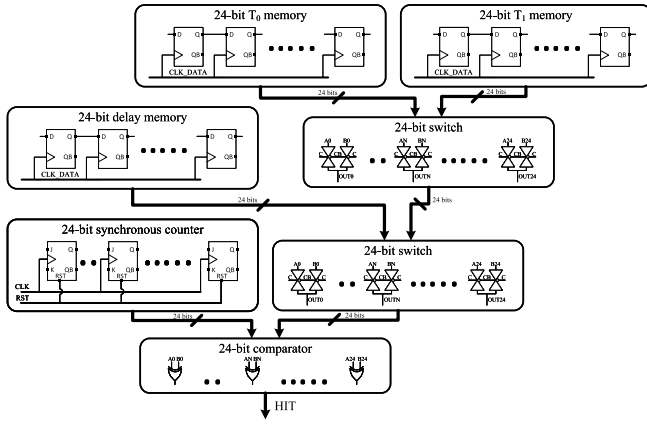 24-bit T0 memory
D Q D Q D Q
QB QB QB
CLK_DATA
24-bit T1 memory
D Q D Q D Q
QB QB QB
CLK_DATA
24 bits
24 bits
24-bit delay memory
D Q D Q D Q
QB QB QB
CLK_DATA
24-bit switch
A0 B0 AN BN A24 B24
C CB C C CB C C CB C
OUT0 OUTN OUT24
24 bits
24 bits
24-bit synchronous counter
J Q J Q J Q
K QB K QB K QB
RST RST RST
CLK
RST
24-bit switch
A0 B0 AN BN A24 B24
C CB C C CB C C CB C
OUT0 OUTN OUT24
24 bits
24 bits
24-bit comparator
A0 B0 AN BN A24 B24
HIT